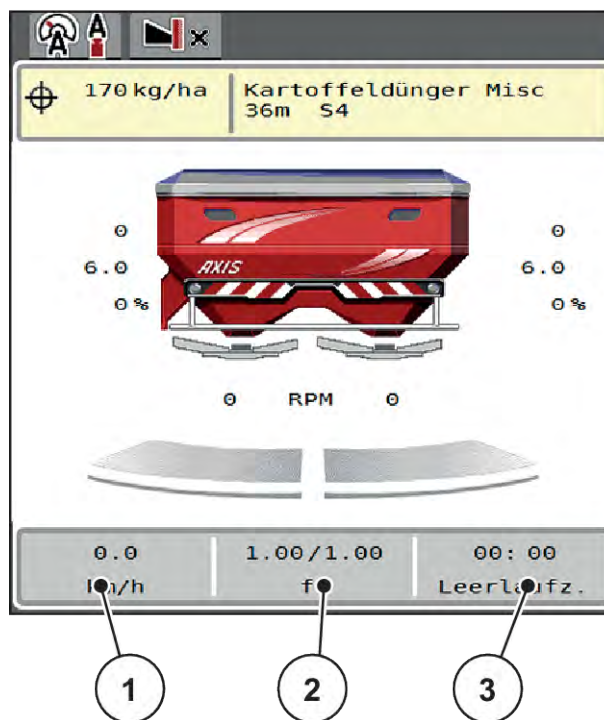 A A x
170 kg/ha Kartoffeldünger Misc
36m S4
0 0
6.0 AXIS 6.0
0% 0%
0 RPM 0
0.0 1.00/1.00 00:00
km/h f Leerlaufz.
1 2 3